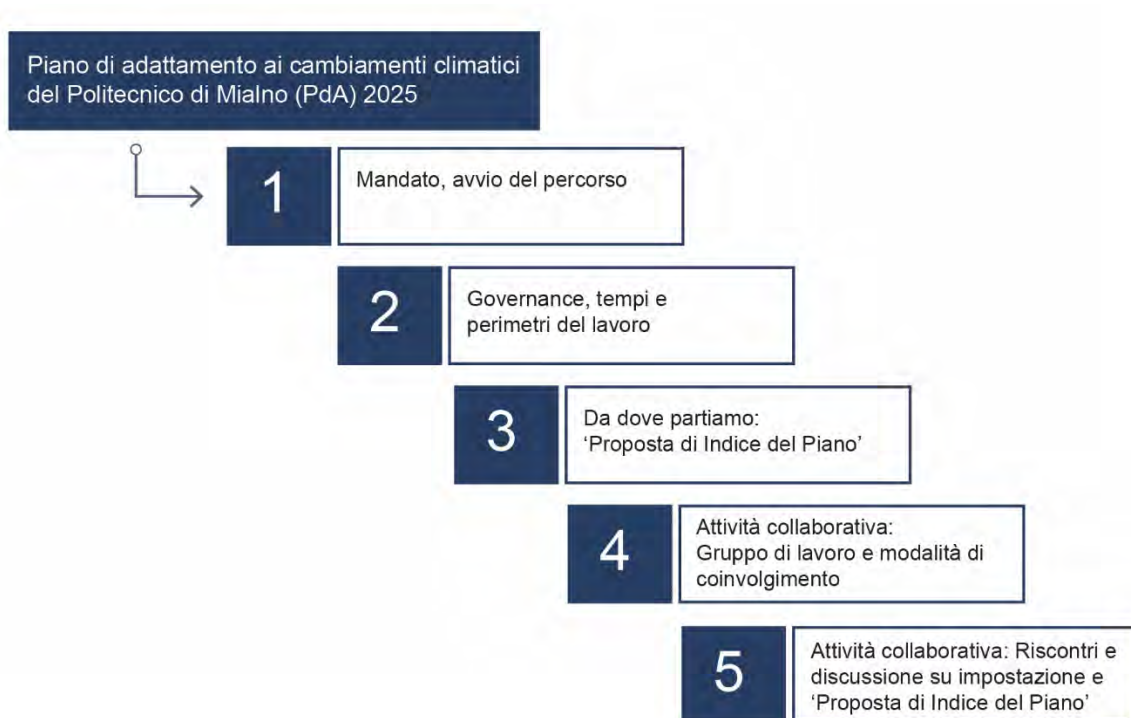 Piano di adattamento ai cambiamenti climatici
del Politecnico di Mialno (PdA) 2025
1
Mandato, avvio del percorso
2
Governance, tempi e
perimetri del lavoro
3
Da dove partiamo:
‘Proposta di Indice del Piano’
4
Attività collaborativa:
Gruppo di lavoro e modalità di
coinvolgimento
5
Attività collaborativa: Riscontri e
discussione su impostazione e
‘Proposta di Indice del Piano’